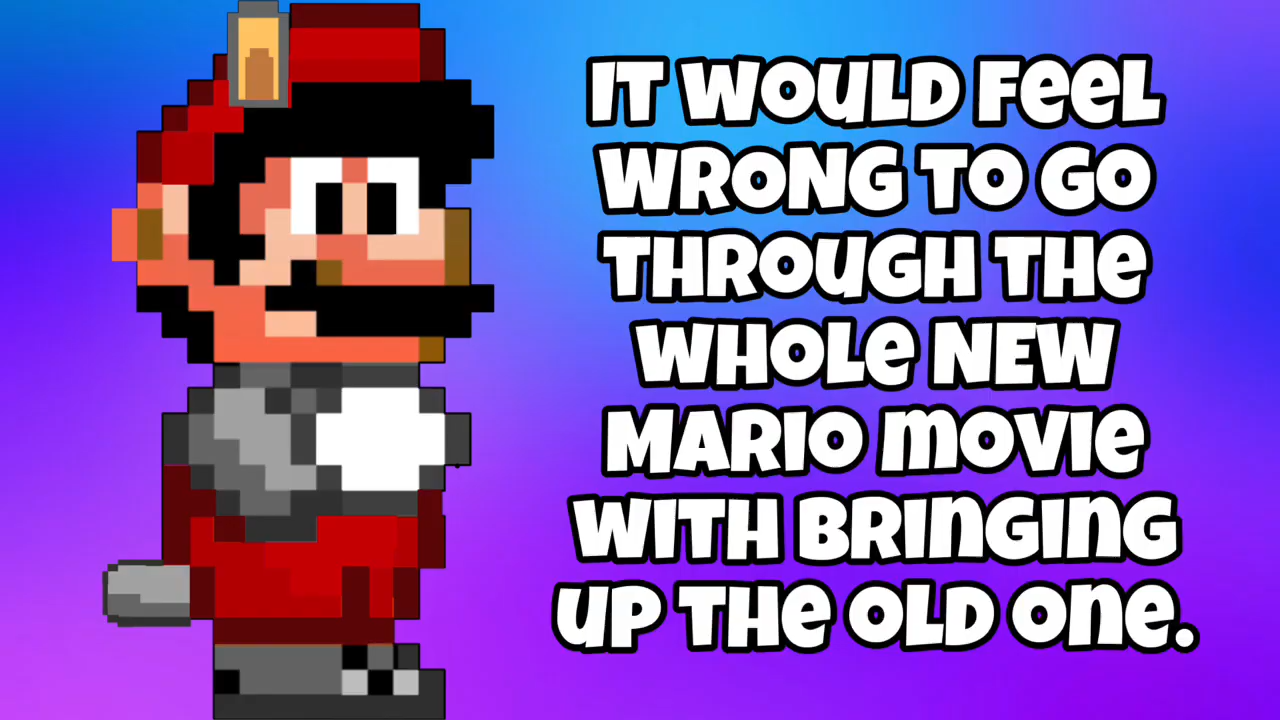 IT WOULD FEEL
WRONG TO GO
THROUGH THE
WHOLE NEW
MARIO MOVIE
WITH BRINGING
UP THE OLD ONE.